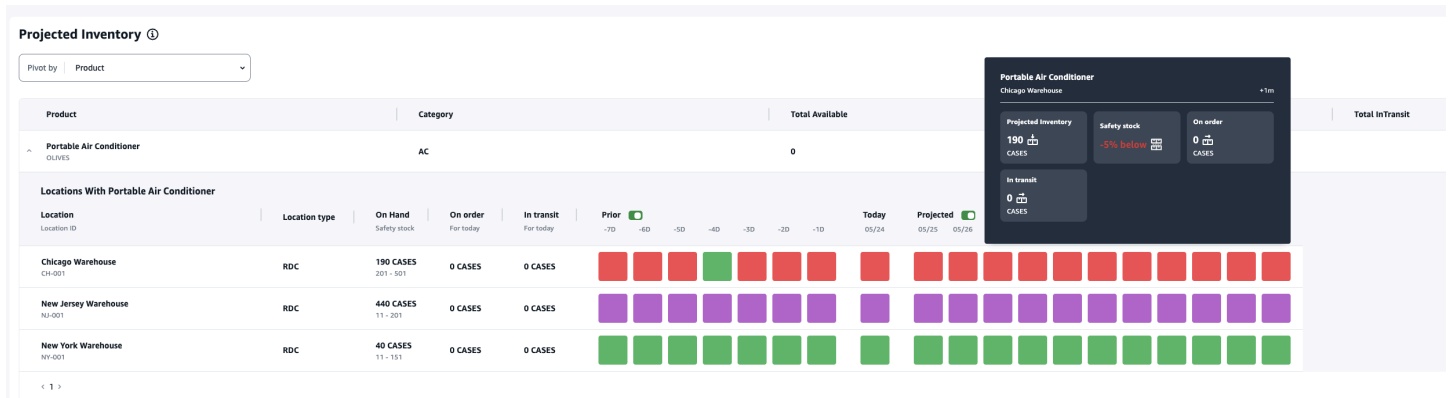 Projected Inventory
Pivot by Product
Product Category Total Available Total InTransit
Portable Air Conditioner
OLIVES
AC
0
Portable Air Conditioner
Chicago Warehouse +1m
Projected Inventory
190
CASES
Safety stock
-5% below
On order
0
CASES
In transit
0
CASES
Locations With Portable Air Conditioner
Location Location type On Hand On order In transit Prior Today Projected
Location ID Safety stock For today For today -7D -6D -5D -4D -3D -2D -1D 05/24 05/25 05/26
Chicago Warehouse
CH-001
RDC
190 CASES
201 - 501
0 CASES
0 CASES
New Jersey Warehouse
NJ-001
RDC
440 CASES
11 - 201
0 CASES
0 CASES
New York Warehouse
NY-001
RDC
40 CASES
11 - 151
0 CASES
0 CASES
< 1 >